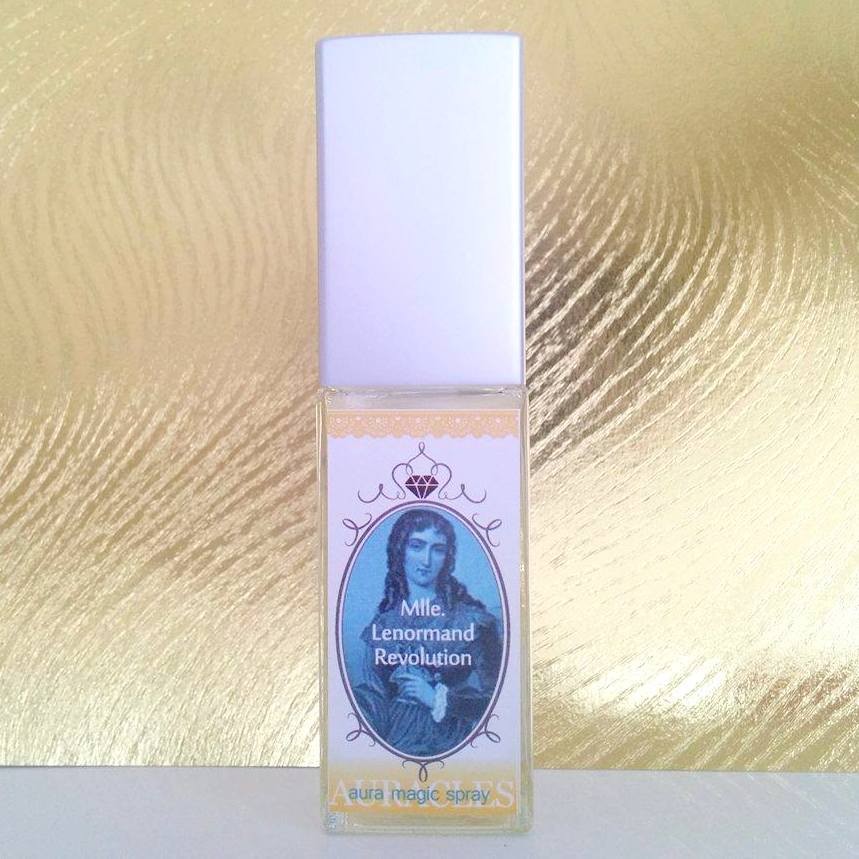 Mlle.
Lenormand
Revolution
AURACLES
aura magic spray